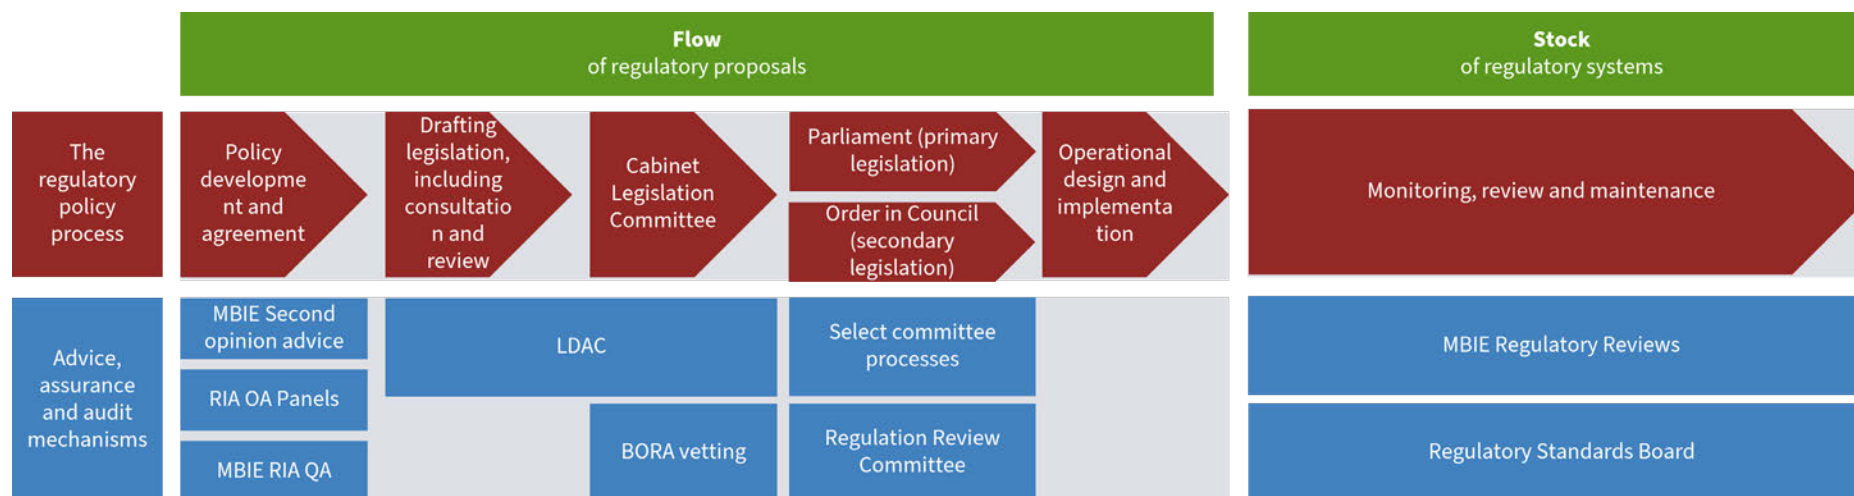 Flow
of regulatory proposals
Stock
of regulatory systems
The
regulatory
policy
process
Policy
developme
nt and
agreement
Drafting
legislation,
including
consultatio
n and
review
Cabinet
Legislation
Committee
Parliament (primary
legislation)
Order in Council
(secondary
legislation)
Operational
design and
implementa
tion
Monitoring, review and maintenance
Advice,
assurance
and audit
mechanisms
MBIE Second
opinion advice
RIA OA Panels
MBIE RIA QA
LDAC
BORA vetting
Select committee
processes
Regulation Review
Committee
MBIE Regulatory Reviews
Regulatory Standards Board